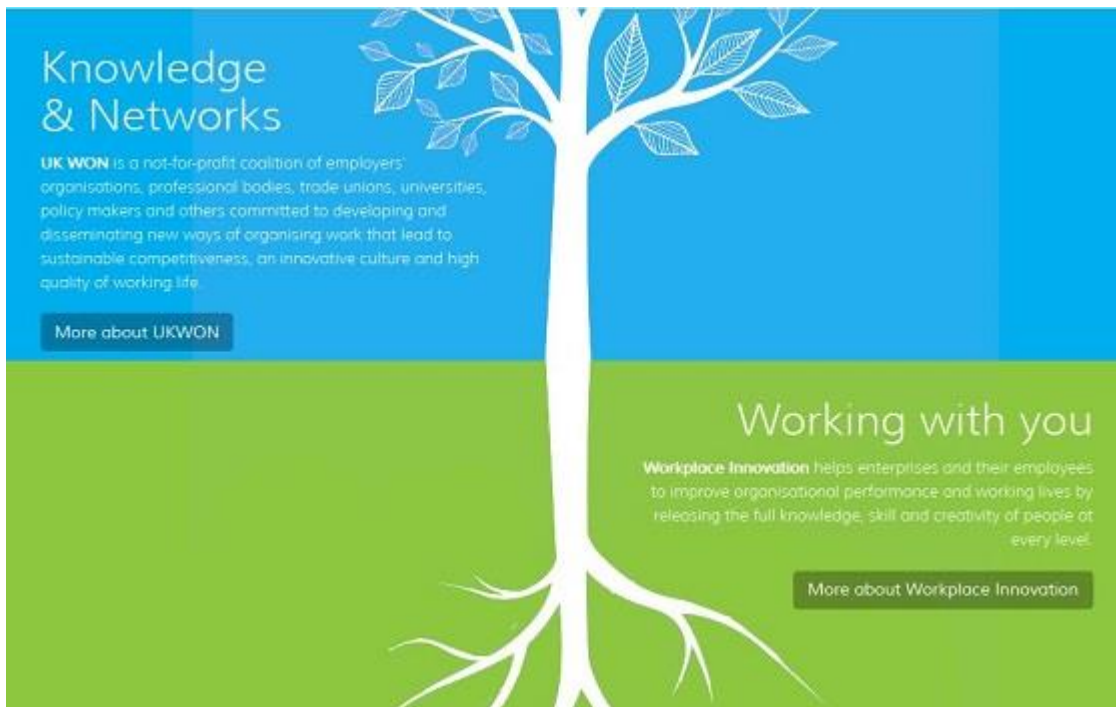 Knowledge
& Networks
UK WON is a not-for-profit coalition of employers'
organisations, professional bodies, trade unions, universities,
policy makers and others committed to developing and
disseminating new ways of organising work that lead to
sustainable competitiveness, an innovative culture and high
quality of working life.
More about UKWON
Working with you
Workplace Innovation helps enterprises and their employees
to improve organisational performance and working lives by
releasing the full knowledge, skill and creativity of people at
every level.
More about Workplace Innovation